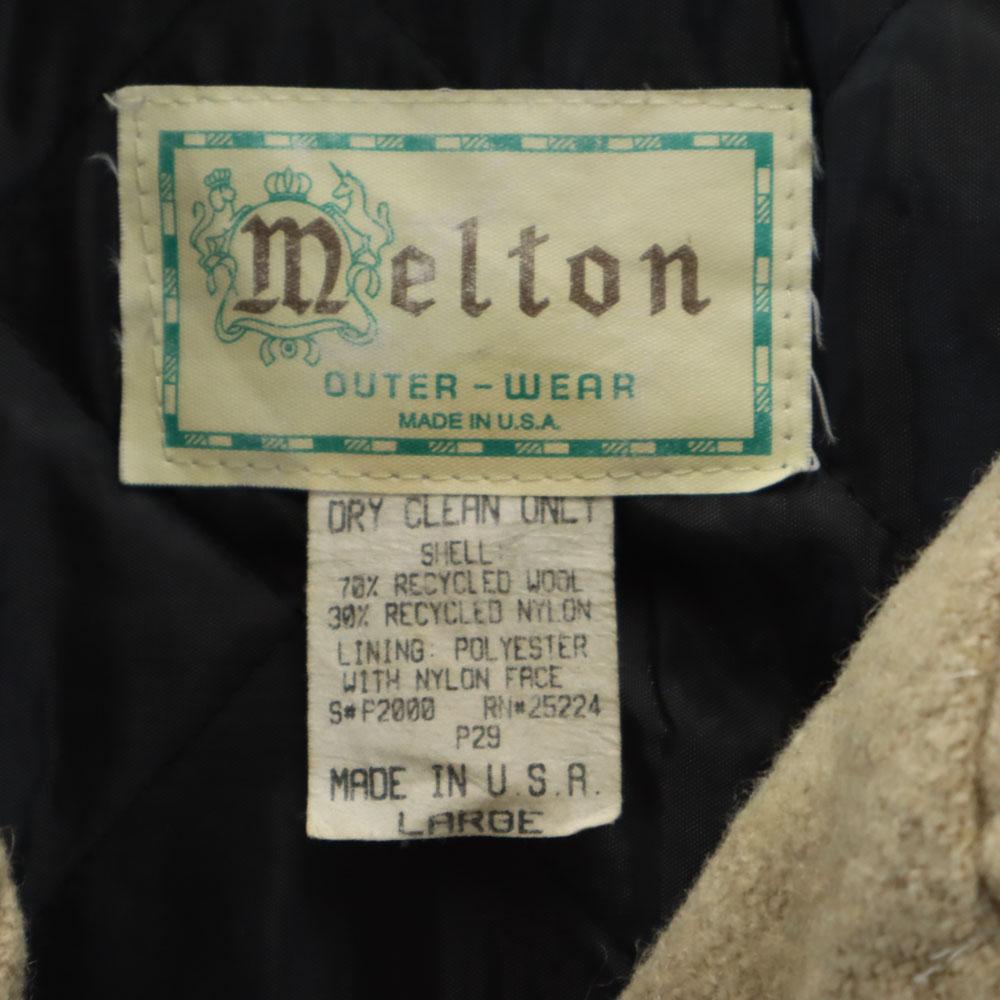 Melton
OUTER-WEAR
MADE IN U.S.A.
DRY CLEAN ONLY
SHELL:
70% RECYCLED WOOL
30% RECYCLED NYLON
LINING: POLYESTER
WITH NYLON FACE
S#P2000 RN#25224
P29
MADE IN U.S.A.
LARGE